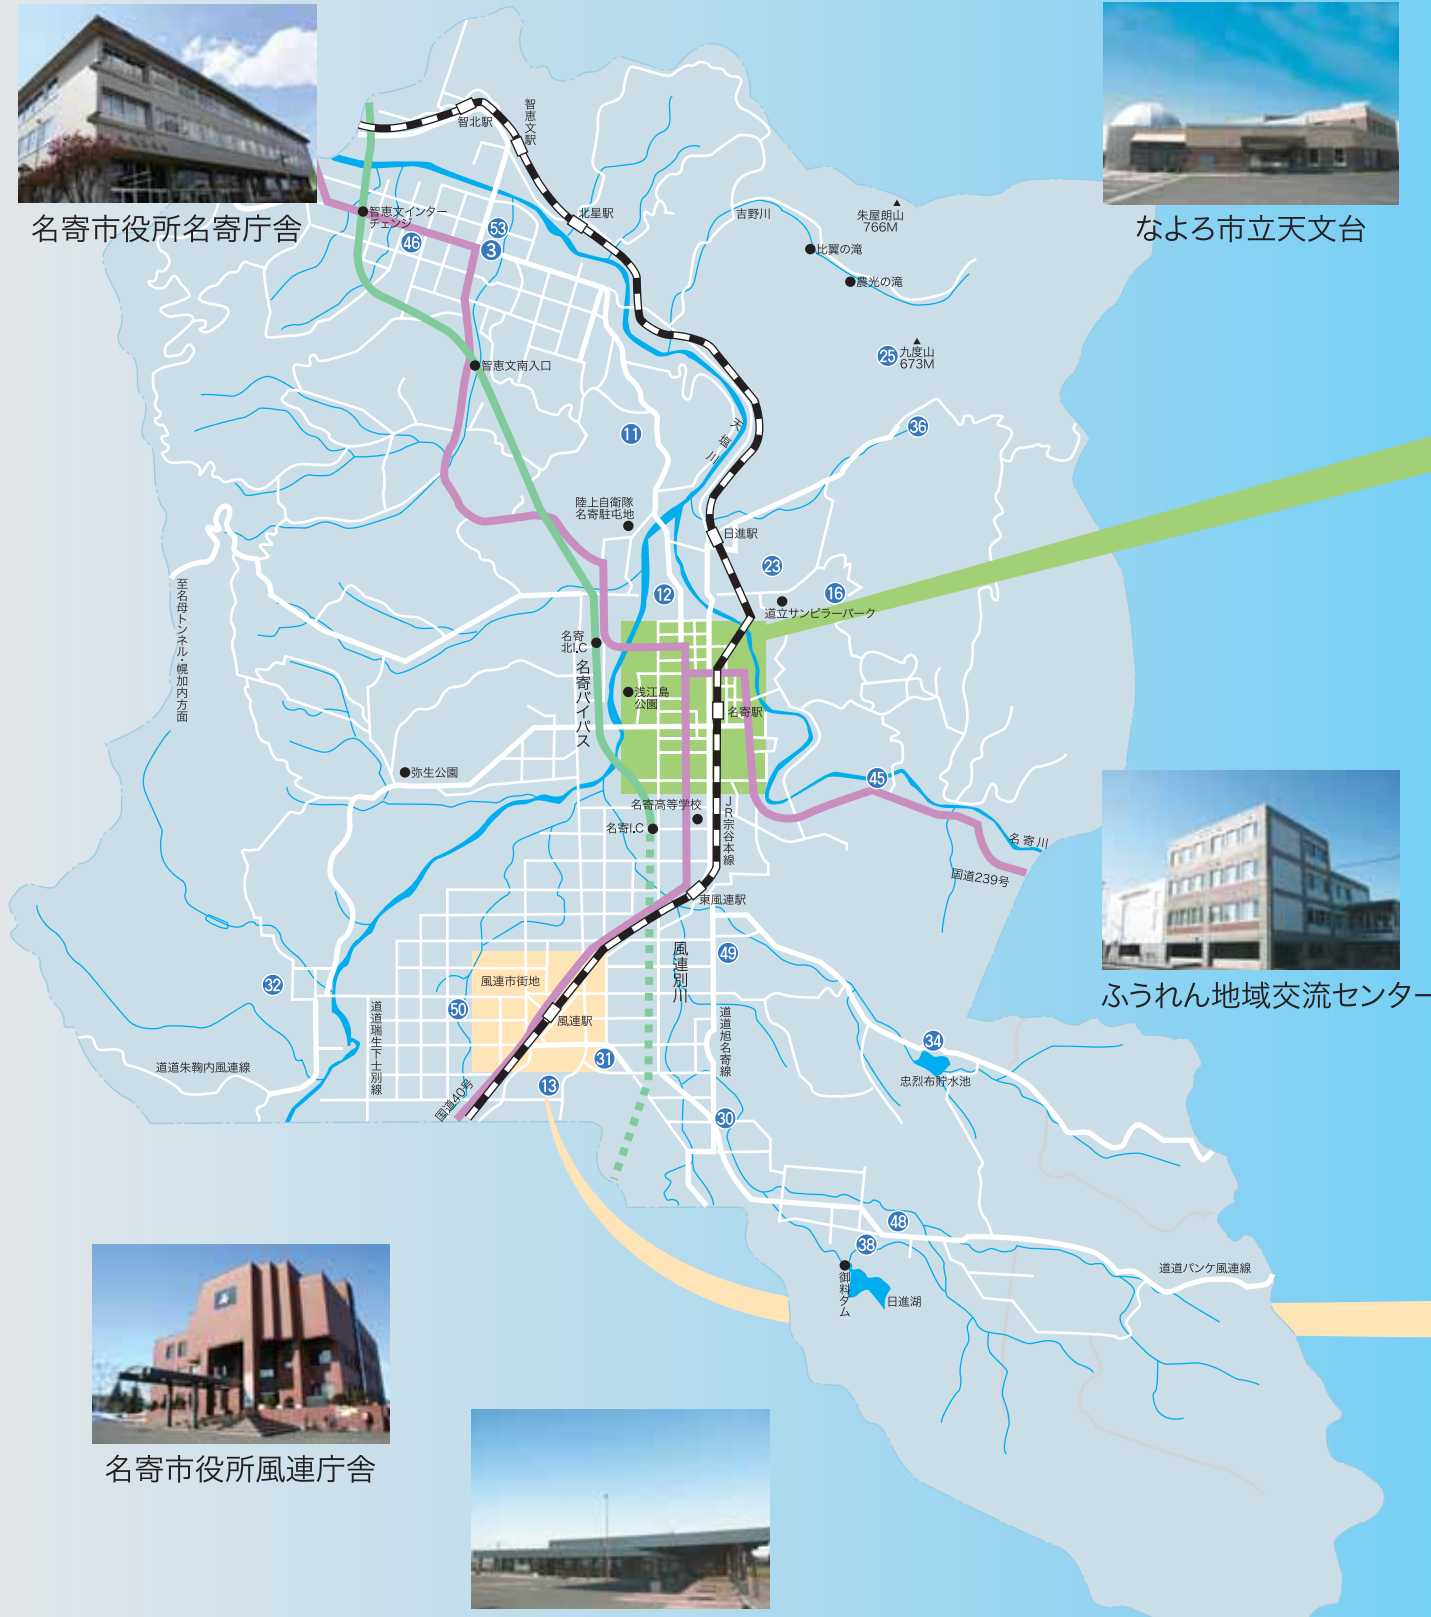 名寄市役所名寄庁舎
なよろ市立天文台
智北駅
智恵文駅
智恵文インター
チェンジ
46
53
3
北星駅
吉野川
朱屋朗山
766M
比翼の滝
農光の滝
25
九度山
673M
智恵文南入口
11
天塩川
36
陸上自衛隊
名寄駐屯地
日進駅
23
16
12
道立サンピラーパーク
至名母トンネル・幌加内方面
名寄
北I.C
名寄バイパス
浅江島
公園
名寄駅
弥生公園
45
名寄高等学校
名寄I.C
JR宗谷本線
名寄川
国道239号
東風連駅
ふうれん地域交流センター
風連別川
49
32
風連市街地
50
風連駅
道道瑞生下士別線
道道旭名寄線
道道朱鞠内風連線
31
34
忠烈布貯水池
国道40号
13
30
48
38
御料ダム
日進湖
道道パンケ風連線
名寄市役所風連庁舎